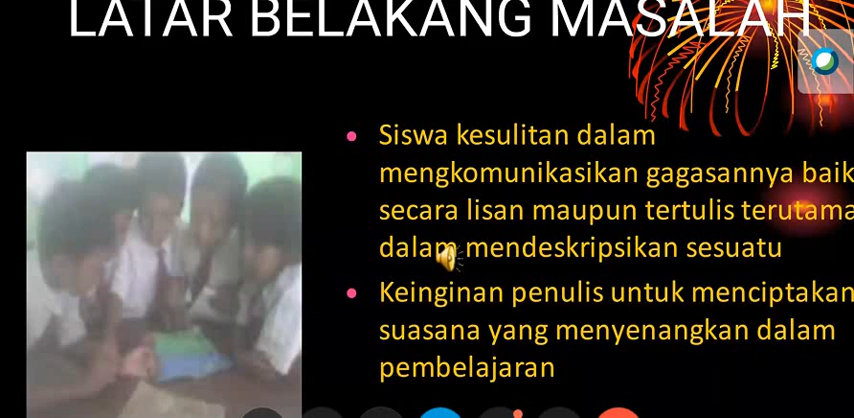 LATAR BELAKANG MASALAH
Siswa kesulitan dalam
mengkomunikasikan gagasannya baik
secara lisan maupun tertulis terutama
dalam mendeskripsikan sesuatu
Keinginan penulis untuk menciptakan
suasana yang menyenangkan dalam
pembelajaran